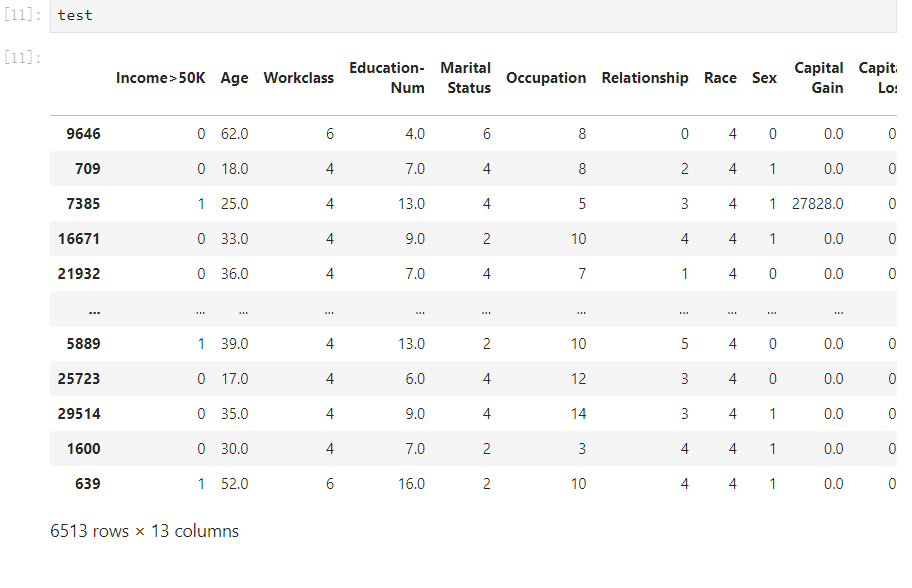 [11]: test
[11]:
Income>50K Age Workclass Education-Num Marital Status Occupation Relationship Race Sex Capital Gain Capita Los
9646 0 62.0 6 4.0 6 8 0 4 0 0.0 0
709 0 18.0 4 7.0 4 8 2 4 1 0.0 0
7385 1 25.0 4 13.0 4 5 3 4 1 27828.0 0
16671 0 33.0 4 9.0 2 10 4 4 1 0.0 0
21932 0 36.0 4 7.0 4 7 1 4 0 0.0 0
... ... ... ... ... ... ... ... ... ... ...
5889 1 39.0 4 13.0 2 10 5 4 0 0.0 0
25723 0 17.0 4 6.0 4 12 3 4 0 0.0 0
29514 0 35.0 4 9.0 4 14 3 4 1 0.0 0
1600 0 30.0 4 7.0 2 3 4 4 1 0.0 0
639 1 52.0 6 16.0 2 10 4 4 1 0.0 0
6513 rows × 13 columns